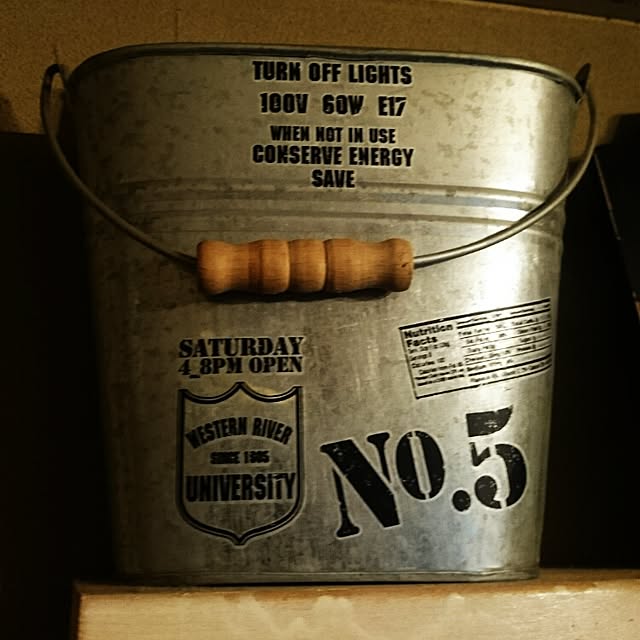 TURN OFF LIGHTS
100V 60W E17
WHEN NOT IN USE
CONSERVE ENERGY
SAVE
SATURDAY
4_8PM OPEN
WESTERN RIVER
SINCE 1885
UNIVERSITY
Nutrition
Facts
No.5